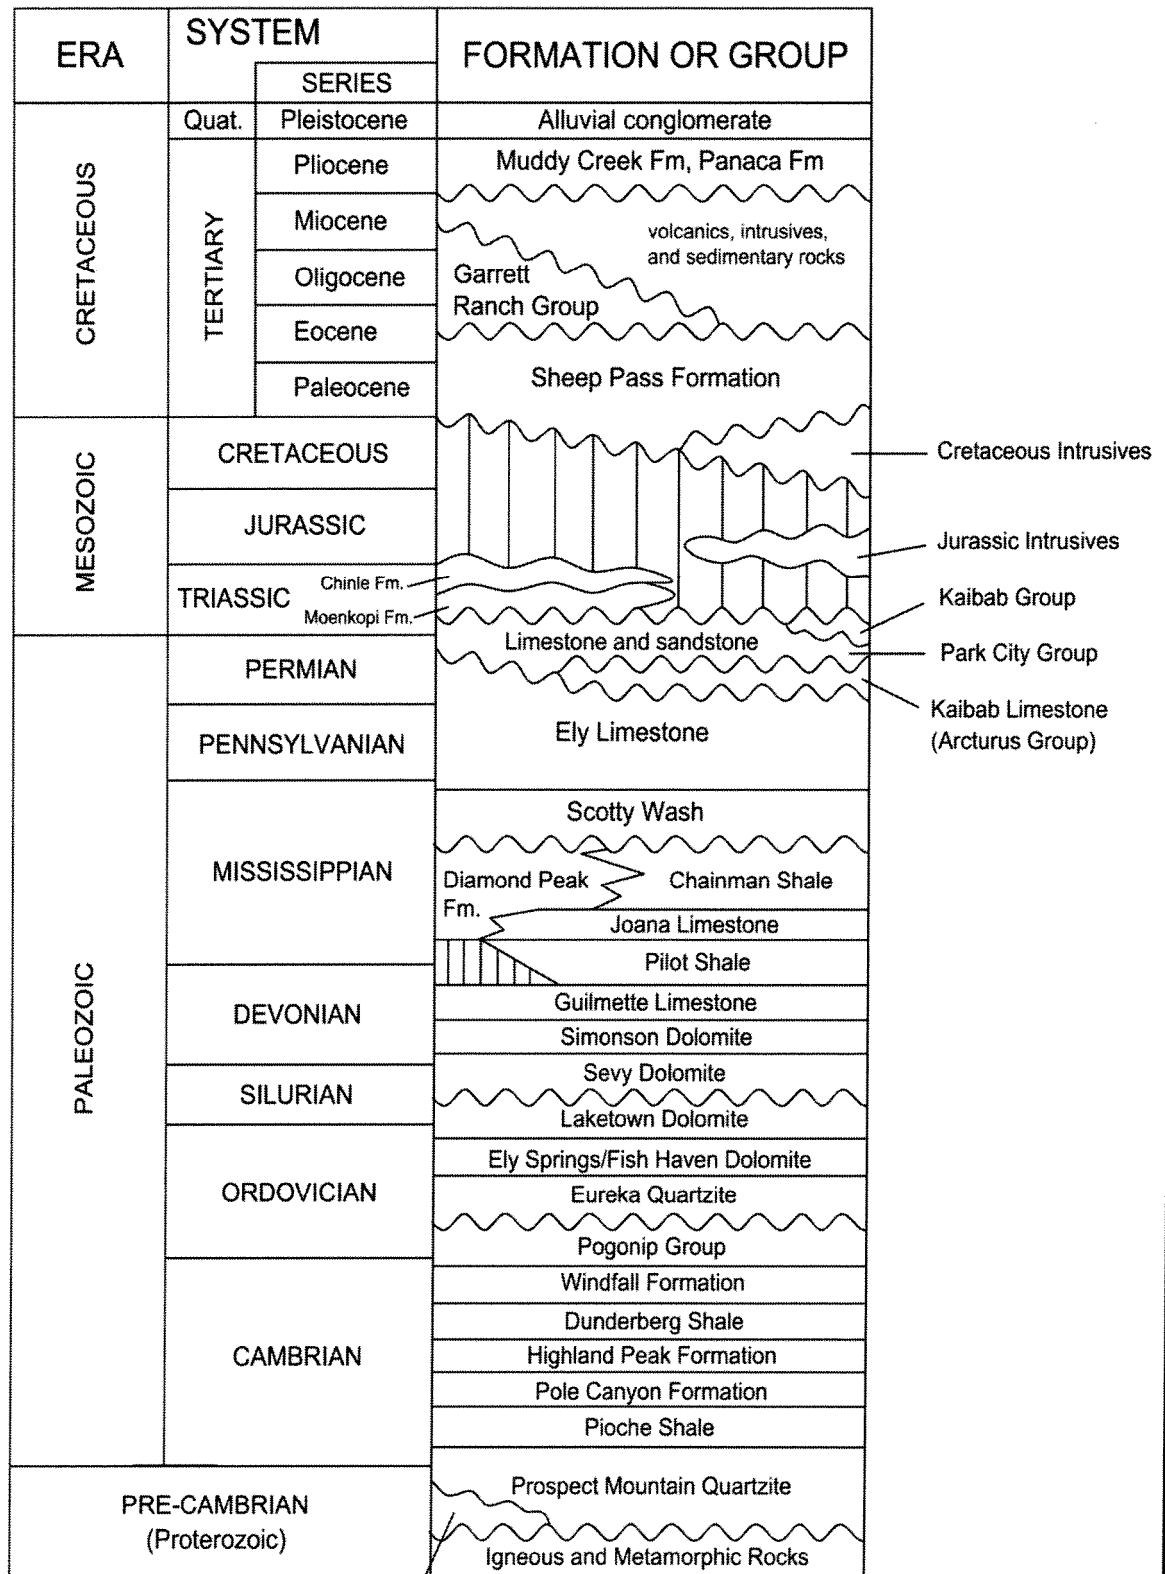 ERA
SYSTEM
SERIES
FORMATION OR GROUP
CRETACEOUS
Quat.
Pleistocene
Alluvial conglomerate
TERTIARY
Pliocene
Muddy Creek Fm, Panaca Fm
Miocene
volcanics, intrusives,
and sedimentary rocks
Oligocene
Garrett
Ranch Group
Eocene
Paleocene
Sheep Pass Formation
MESOZOIC
CRETACEOUS
Cretaceous Intrusives
JURASSIC
Jurassic Intrusives
TRIASSIC
Chinle Fm.
Moenkopi Fm.
Kaibab Group
Limestone and sandstone
Park City Group
PALEOZOIC
PERMIAN
Kaibab Limestone
(Arcturus Group)
PENNSYLVANIAN
Ely Limestone
MISSISSIPPIAN
Scotty Wash
Diamond Peak
Fm.
Chainman Shale
Joana Limestone
Pilot Shale
DEVONIAN
Guilmette Limestone
Simonson Dolomite
Sevy Dolomite
SILURIAN
Laketown Dolomite
ORDOVICIAN
Ely Springs/Fish Haven Dolomite
Eureka Quartzite
Pogonip Group
CAMBRIAN
Windfall Formation
Dunderberg Shale
Highland Peak Formation
Pole Canyon Formation
Pioche Shale
PRE-CAMBRIAN
(Proterozoic)
Prospect Mountain Quartzite
Igneous and Metamorphic Rocks